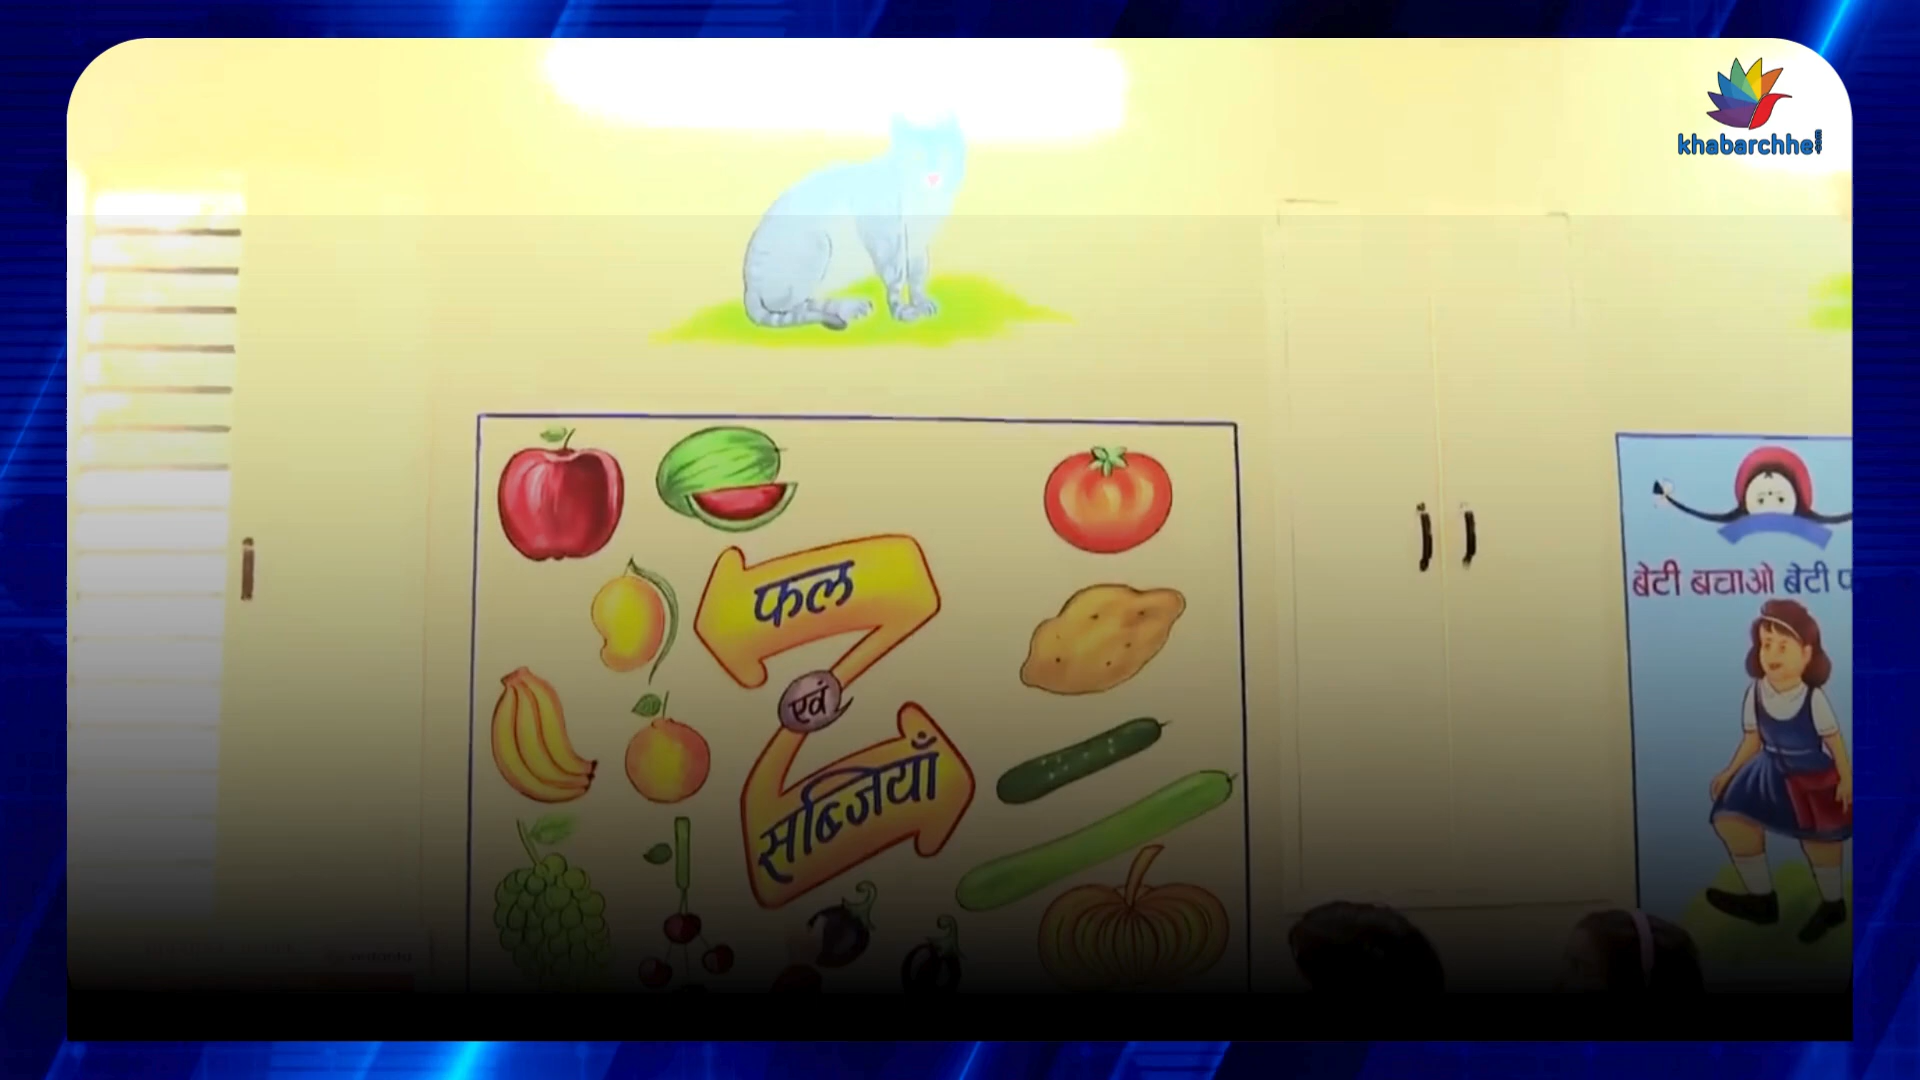 khabarchhe
फल
एवं
सब्जियाँ
बेटी बचाओ बेटी